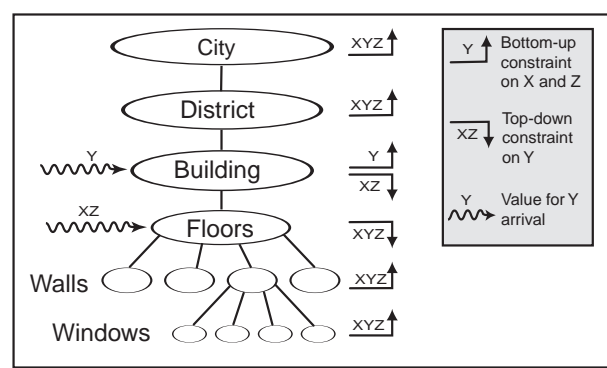 City
XYZ
District
XYZ
Y
Building
Y
XZ
XZ
Floors
XYZ
Walls
XYZ
Windows
XYZ
Y
Bottom-up
constraint
on X and Z
XZ
Top-down
constraint
on Y
Y
Value for Y
arrival